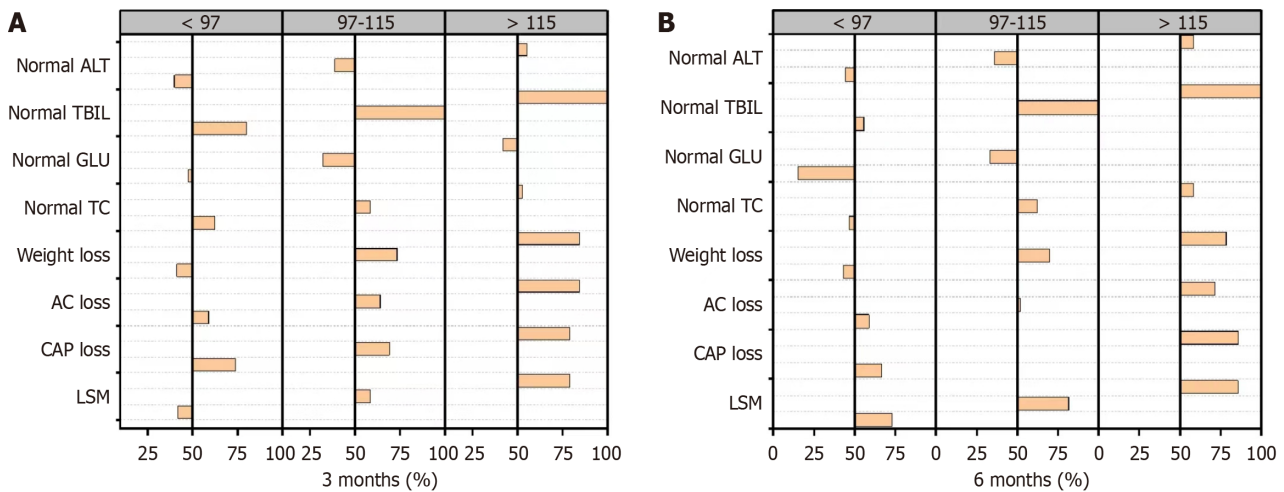 A
< 97 97-115 > 115
Normal ALT
Normal TBIL
Normal GLU
Normal TC
Weight loss
AC loss
CAP loss
LSM
25 50 75 100 25 50 75 100 25 50 75 100
3 months (%)
B
< 97 97-115 > 115
Normal ALT
Normal TBIL
Normal GLU
Normal TC
Weight loss
AC loss
CAP loss
LSM
0 25 50 75 0 25 50 75 0 25 50 75 100
6 months (%)